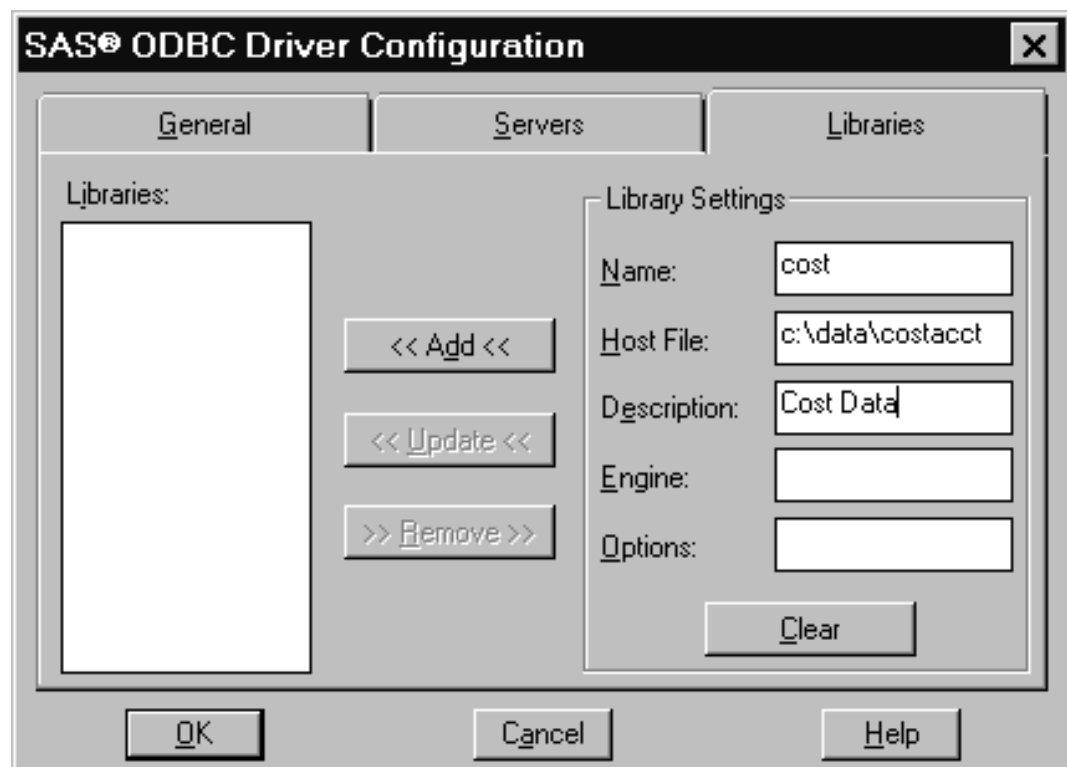 SAS® ODBC Driver Configuration
General
Servers
Libraries
Libraries:
<< Add <<
<< Update <<
>> Remove >>
Library Settings
Name:
cost
Host File:
c:\data\costacct
Description:
Cost Data
Engine:
Options:
Clear
OK
Cancel
Help